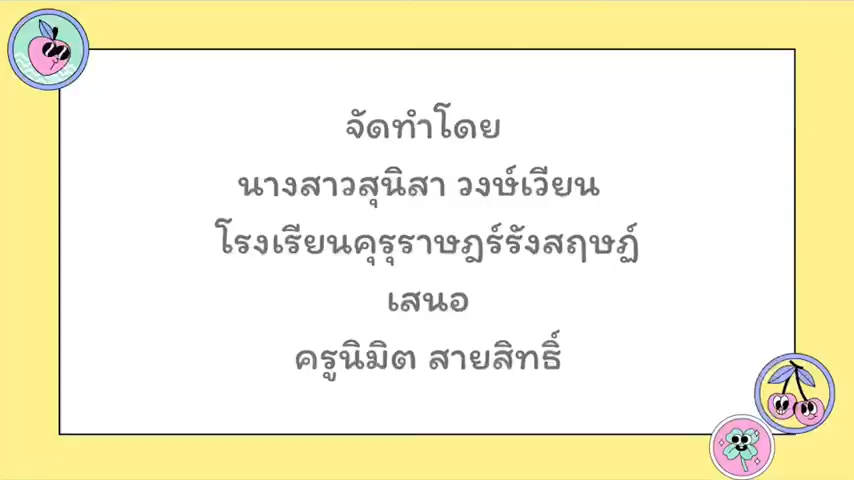 จัดทำโดย
นางสาวสุนิสา วงษ์เวียน
โรงเรียนคุรุราษฎร์รังสฤษฏ์
เสนอ
ครูนิมิต สายสิทธิ์